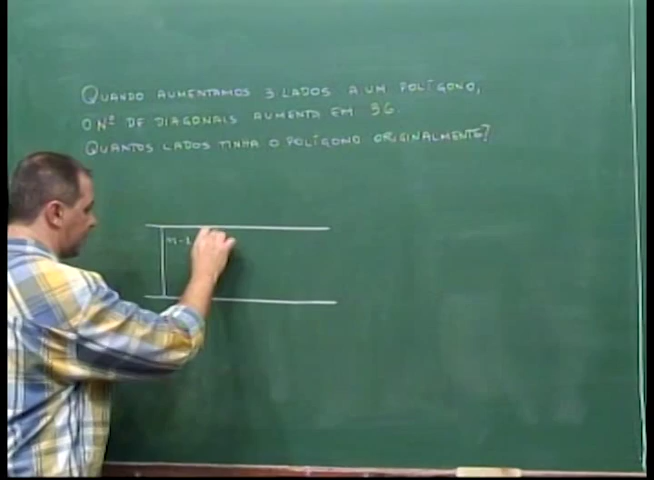 QUANDO AUMENTAMOS 3 LADOS A UM POLÍGONO,
O Nº DE DIAGONAIS AUMENTA EM 36.
QUANTOS LADOS TINHA O POLÍGONO ORIGINALMENTE?